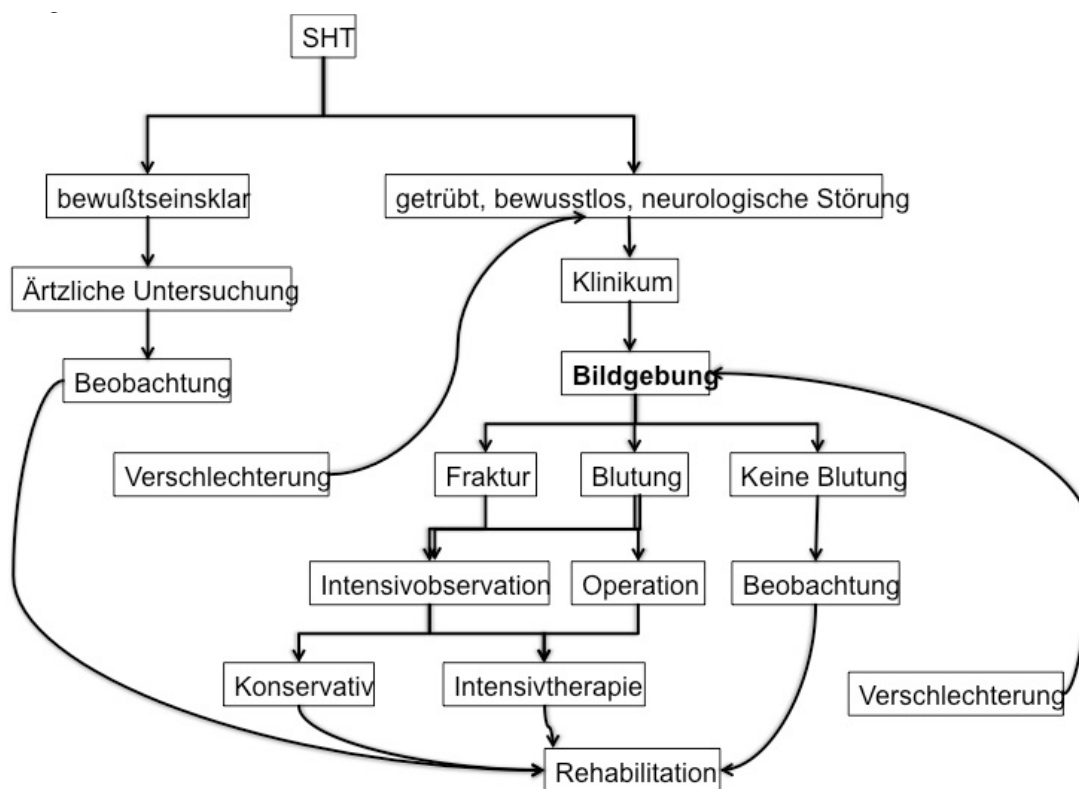 SHT
bewußtseinsklar
getrübt, bewusstlos, neurologische Störung
Klinikum
Ärtzliche Untersuchung
Bildgebung
Beobachtung
Verschlechterung
Fraktur
Blutung
Keine Blutung
Intensivobservation
Operation
Beobachtung
Konservativ
Intensivtherapie
Verschlechterung
Rehabilitation